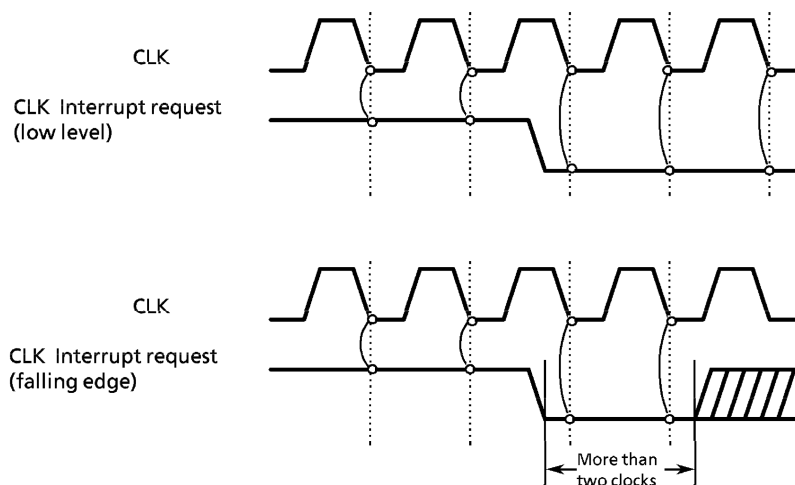 CLK
CLK Interrupt request
(low level)
CLK
CLK Interrupt request
(falling edge)
More than
two clocks